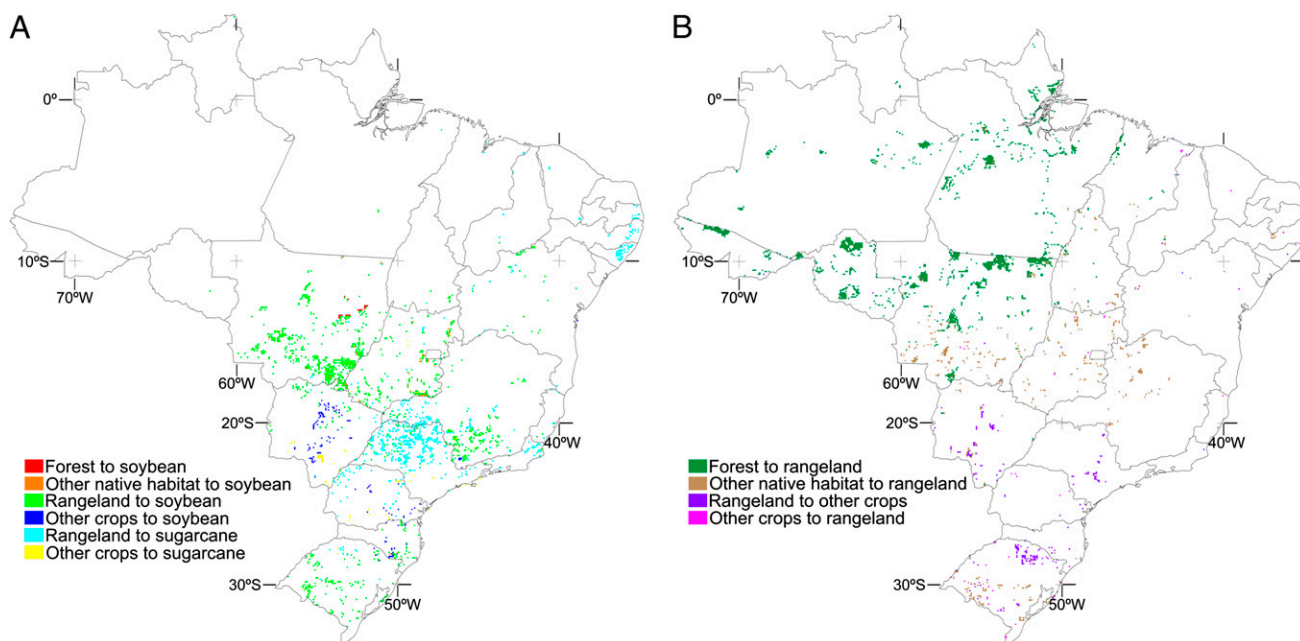 A
0º
10ºS
70ºW
60ºW
20ºS
40ºW
30ºS
50ºW
Forest to soybean
Other native habitat to soybean
Rangeland to soybean
Other crops to soybean
Rangeland to sugarcane
Other crops to sugarcane
B
0º
10ºS
70ºW
60ºW
20ºS
40ºW
30ºS
50ºW
Forest to rangeland
Other native habitat to rangeland
Rangeland to other crops
Other crops to rangeland